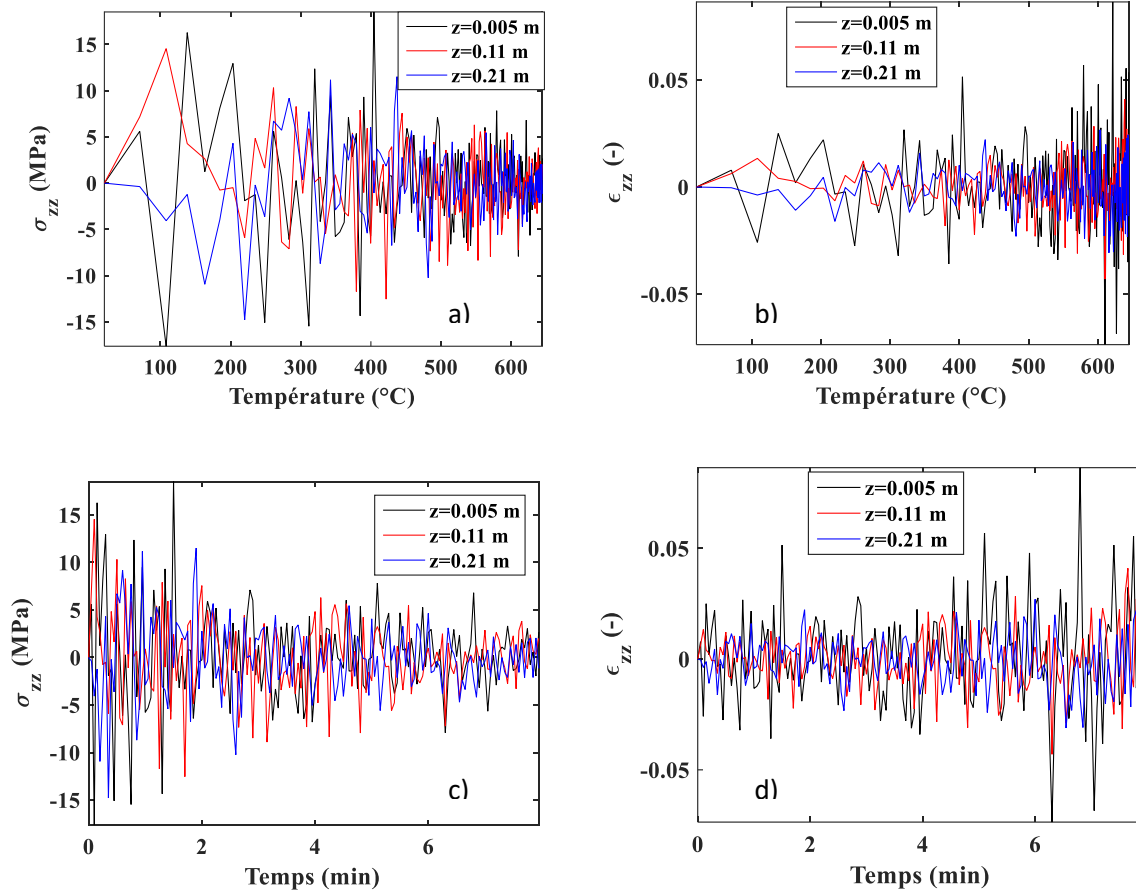 z=0.005 m
z=0.11 m
z=0.21 m
15
10
5
0
-5
-10
-15
σzz (MPa)
a)
100 200 300 400 500 600
Température (°C)
z=0.005 m
z=0.11 m
z=0.21 m
0.05
0
-0.05
ϵzz (-)
b)
100 200 300 400 500 600
Température (°C)
z=0.005 m
z=0.11 m
z=0.21 m
15
10
5
0
-5
-10
-15
σzz (MPa)
c)
0 2 4 6
Temps (min)
z=0.005 m
z=0.11 m
z=0.21 m
0.05
0
-0.05
ϵzz (-)
d)
0 2 4 6
Temps (min)